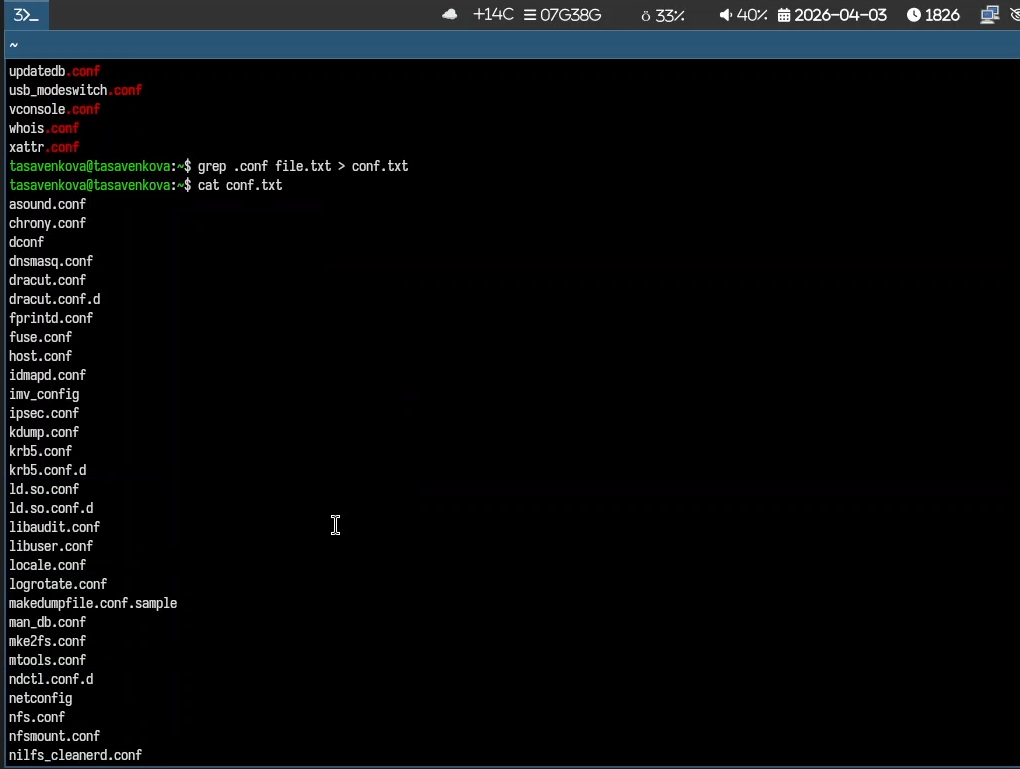 3>_ +14C 07G38G 33% 40% 2026-04-03 1826
~
updatedb.conf
usb_modeswitch.conf
vconsole.conf
whois.conf
xattr.conf
tasavenkova@tasavenkova:~$ grep .conf file.txt > conf.txt
tasavenkova@tasavenkova:~$ cat conf.txt
asound.conf
chrony.conf
dconf
dnsmasq.conf
dracut.conf
dracut.conf.d
fprintd.conf
fuse.conf
host.conf
idmapd.conf
imv_config
ipsec.conf
kdump.conf
krb5.conf
krb5.conf.d
ld.so.conf
ld.so.conf.d
libaudit.conf
libuser.conf
locale.conf
logrotate.conf
makedumpfile.conf.sample
man_db.conf
mke2fs.conf
mtools.conf
ndctl.conf.d
netconfig
nfs.conf
nfsmount.conf
nilfs_cleanerd.conf